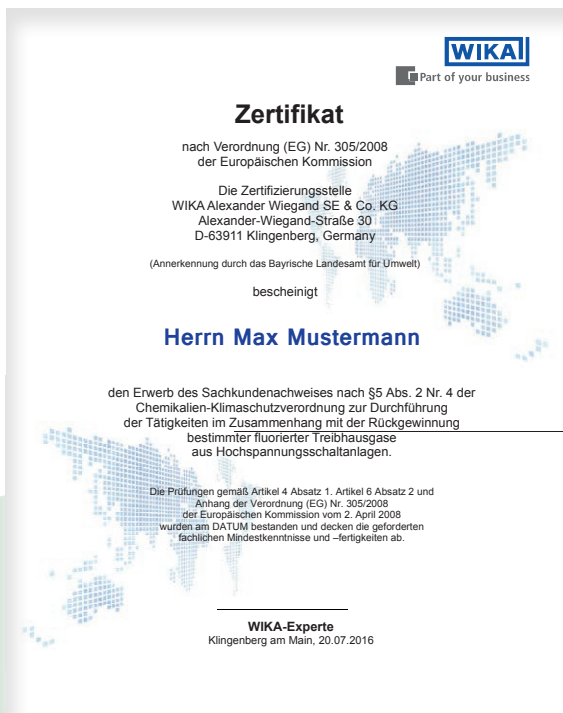 WIKA
Part of your business
Zertifikat
nach Verordnung (EG) Nr. 305/2008
der Europäischen Kommission
Die Zertifizierungsstelle
WIKA Alexander Wiegand SE & Co. KG
Alexander-Wiegand-Straße 30
D-63911 Klingenberg, Germany
(Annerkennung durch das Bayrische Landesamt für Umwelt)
bescheinigt
Herrn Max Mustermann
den Erwerb des Sachkundenachweises nach §5 Abs. 2 Nr. 4 der
Chemikalien-Klimaschutzverordnung zur Durchführung
der Tätigkeiten im Zusammenhang mit der Rückgewinnung
bestimmter fluorierter Treibhausgase
aus Hochspannungsschaltanlagen.
Die Prüfungen gemäß Artikel 4 Absatz 1. Artikel 6 Absatz 2 und
Anhang der Verordnung (EG) Nr. 305/2008
der Europäischen Kommission vom 2. April 2008
wurden am DATUM bestanden und decken die geforderten
fachlichen Mindestkenntnisse und –fertigkeiten ab.
WIKA-Experte
Klingenberg am Main, 20.07.2016